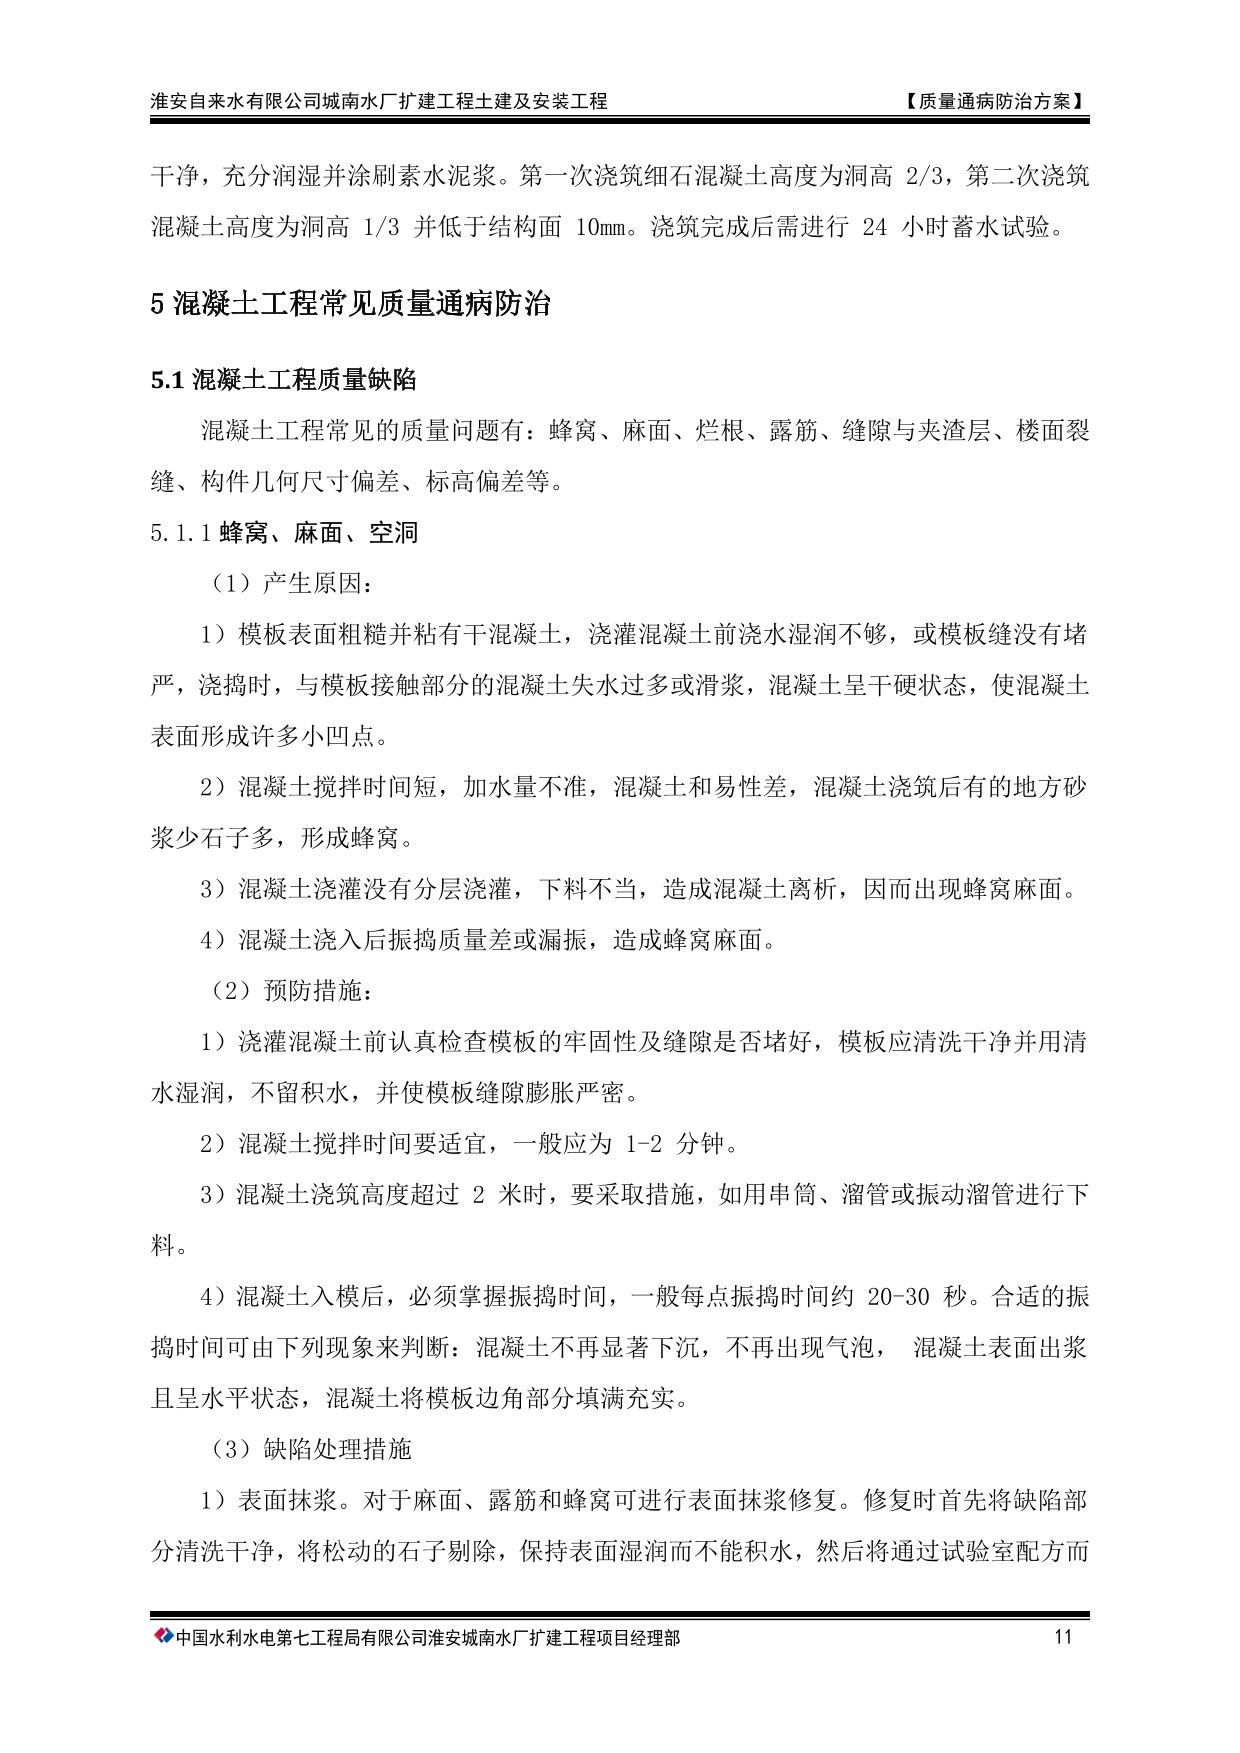 淮安自来水有限公司城南水厂扩建工程土建及安装工程 【质量通病防治方案】
干净，充分润湿并涂刷素水泥浆。第一次浇筑细石混凝土高度为洞高 2/3，第二次浇筑
混凝土高度为洞高 1/3 并低于结构面 10mm。浇筑完成后需进行 24 小时蓄水试验。
5 混凝土工程常见质量通病防治
5.1 混凝土工程质量缺陷
混凝土工程常见的质量问题有：蜂窝、麻面、烂根、露筋、缝隙与夹渣层、楼面裂
缝、构件几何尺寸偏差、标高偏差等。
5.1.1 蜂窝、麻面、空洞
（1）产生原因：
1）模板表面粗糙并粘有干混凝土，浇灌混凝土前浇水湿润不够，或模板缝没有堵
严，浇捣时，与模板接触部分的混凝土失水过多或滑浆，混凝土呈干硬状态，使混凝土
表面形成许多小凹点。
2）混凝土搅拌时间短，加水量不准，混凝土和易性差，混凝土浇筑后有的地方砂
浆少石子多，形成蜂窝。
3）混凝土浇灌没有分层浇灌，下料不当，造成混凝土离析，因而出现蜂窝麻面。
4）混凝土浇入后振捣质量差或漏振，造成蜂窝麻面。
（2）预防措施：
1）浇灌混凝土前认真检查模板的牢固性及缝隙是否堵好，模板应清洗干净并用清
水湿润，不留积水，并使模板缝隙膨胀严密。
2）混凝土搅拌时间要适宜，一般应为 1-2 分钟。
3）混凝土浇筑高度超过 2 米时，要采取措施，如用串筒、溜管或振动溜管进行下
料。
4）混凝土入模后，必须掌握振捣时间，一般每点振捣时间约 20-30 秒。合适的振
捣时间可由下列现象来判断：混凝土不再显著下沉，不再出现气泡， 混凝土表面出浆
且呈水平状态，混凝土将模板边角部分填满充实。
（3）缺陷处理措施
1）表面抹浆。对于麻面、露筋和蜂窝可进行表面抹浆修复。修复时首先将缺陷部
分清洗干净，将松动的石子剔除，保持表面湿润而不能积水，然后将通过试验室配方而
中国水利水电第七工程局有限公司淮安城南水厂扩建工程项目经理部 11